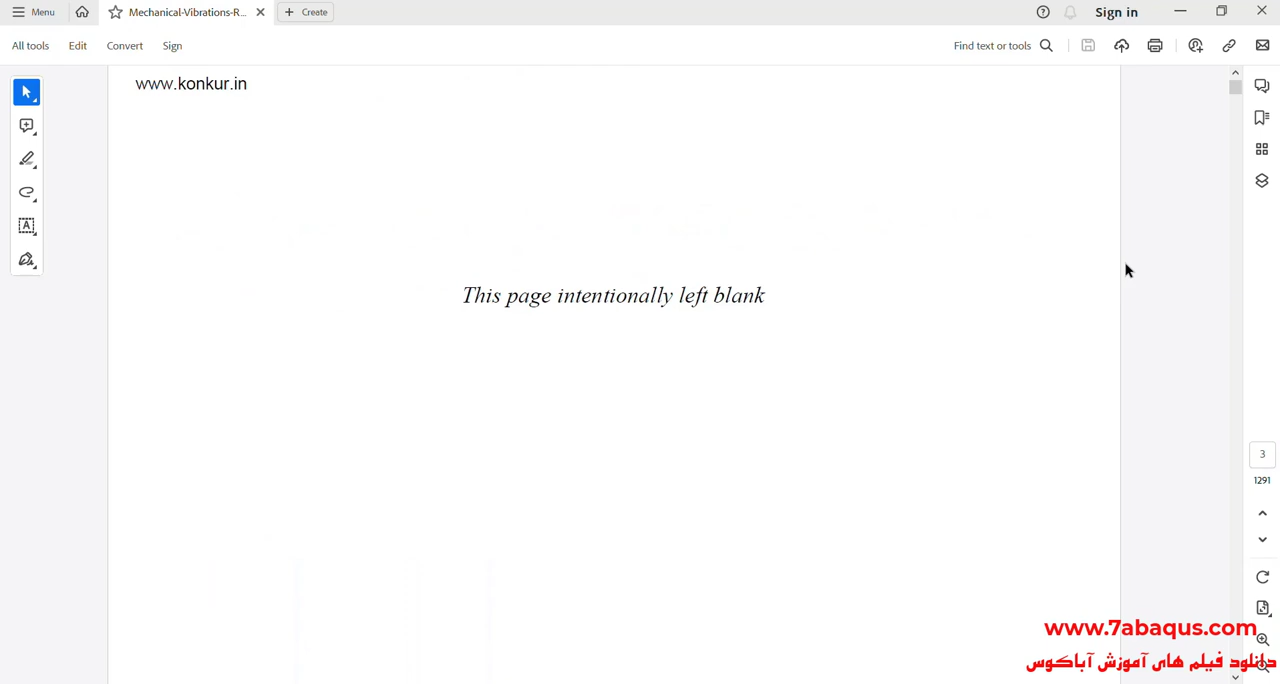 Menu
Mechanical-Vibrations-R...
Create
Sign in
All tools
Edit
Convert
Sign
Find text or tools
www.konkur.in
This page intentionally left blank
3
1291
www.7abaqus.com
دانلود فیلم های آموزش آباکوس